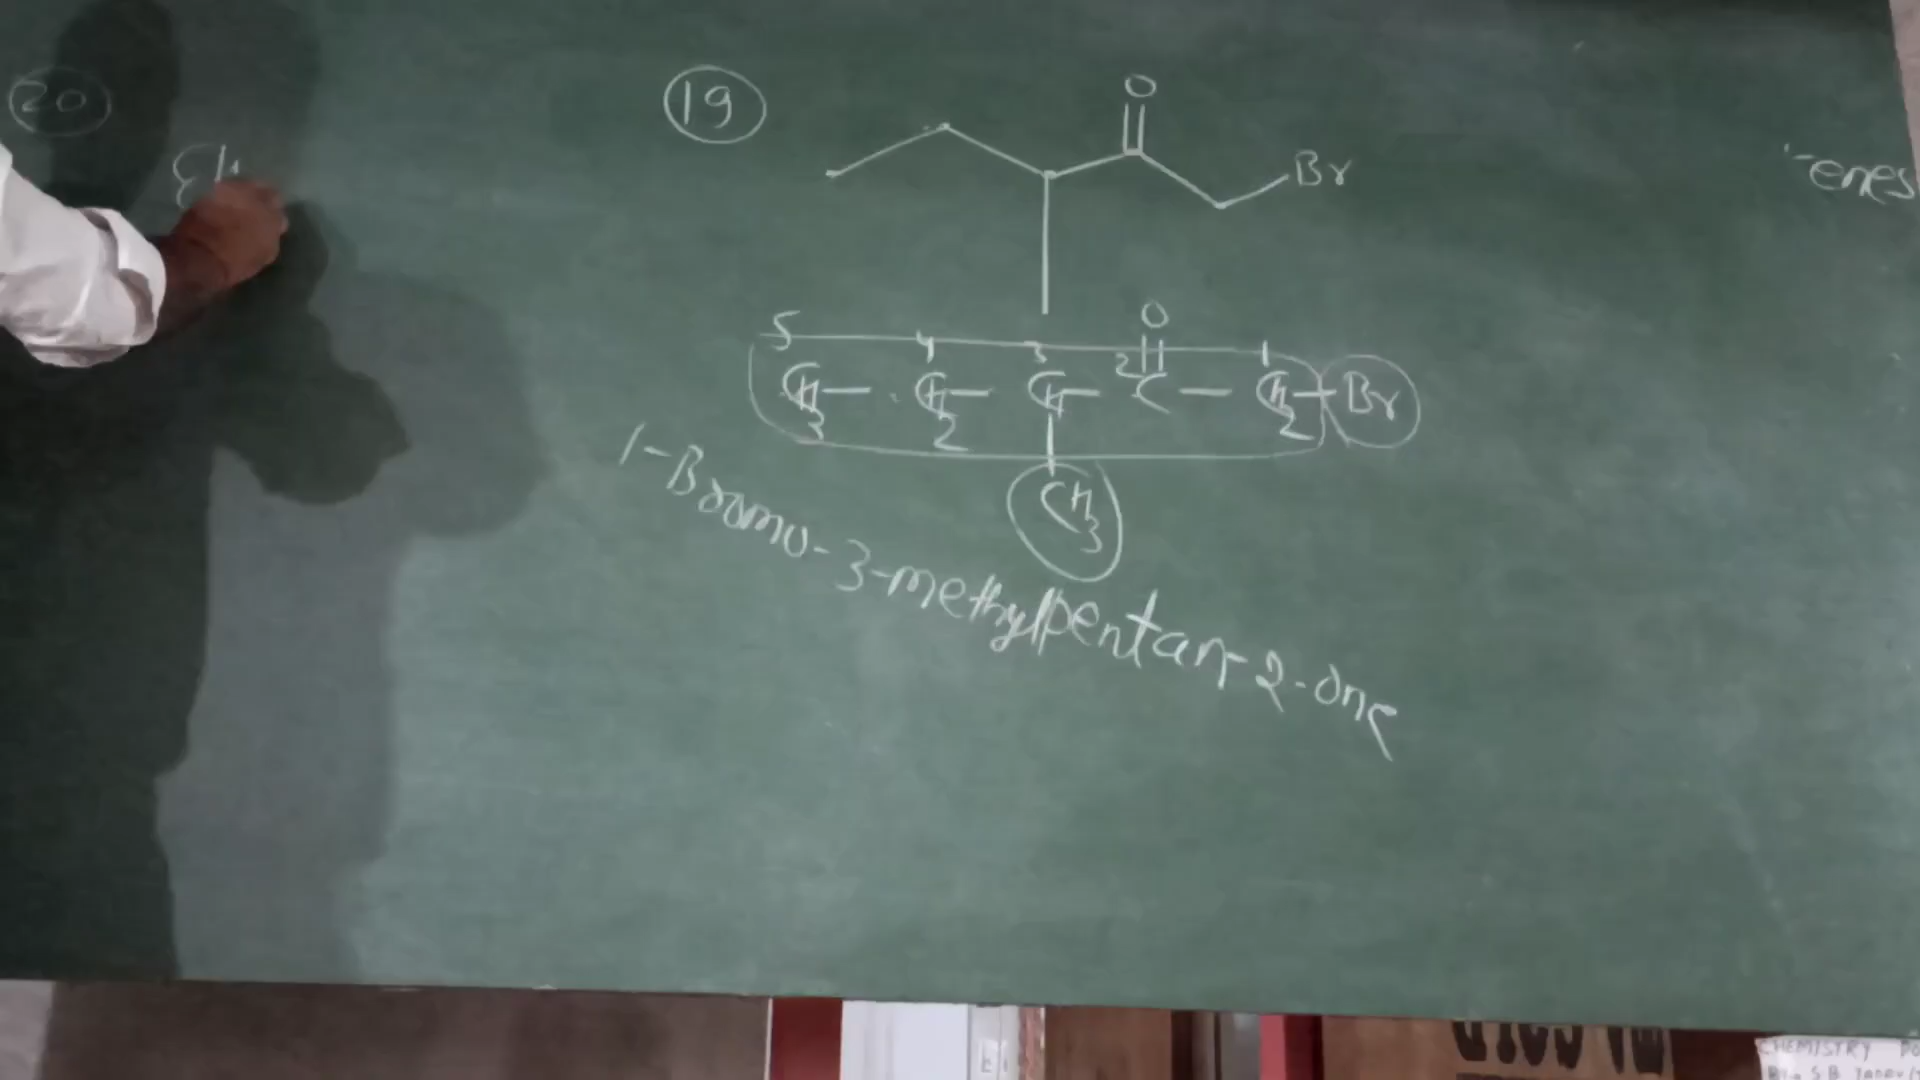 20
19
O
Br
-enes
O
5 4 3 2 1
CH3 — CH2 — CH — C — CH2 — Br
CH3
1-Bromo-3-methylpentan-2-one
CHEMISTRY